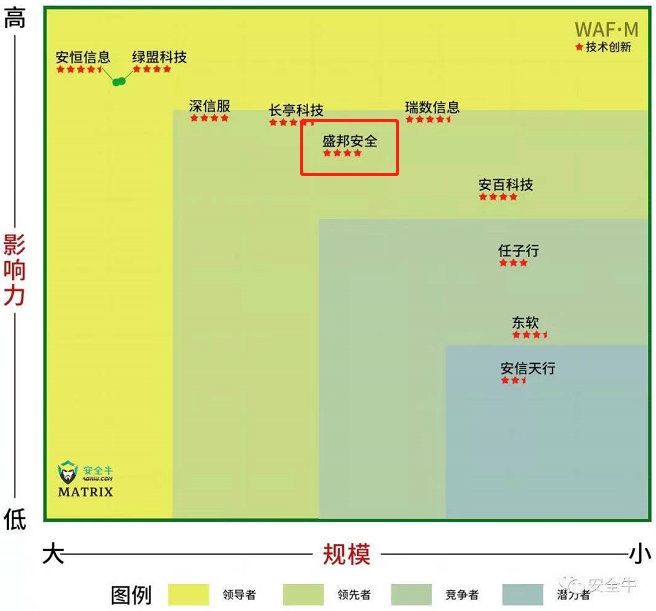 高
WAF·M
技术创新
安恒信息
绿盟科技
深信服
长亭科技
瑞数信息
盛邦安全
安百科技
影响力
任子行
东软
安信天行
安全牛
MATRIX
低
大
规模
小
图例
领导者
领先者
竞争者
潜力者
安全牛